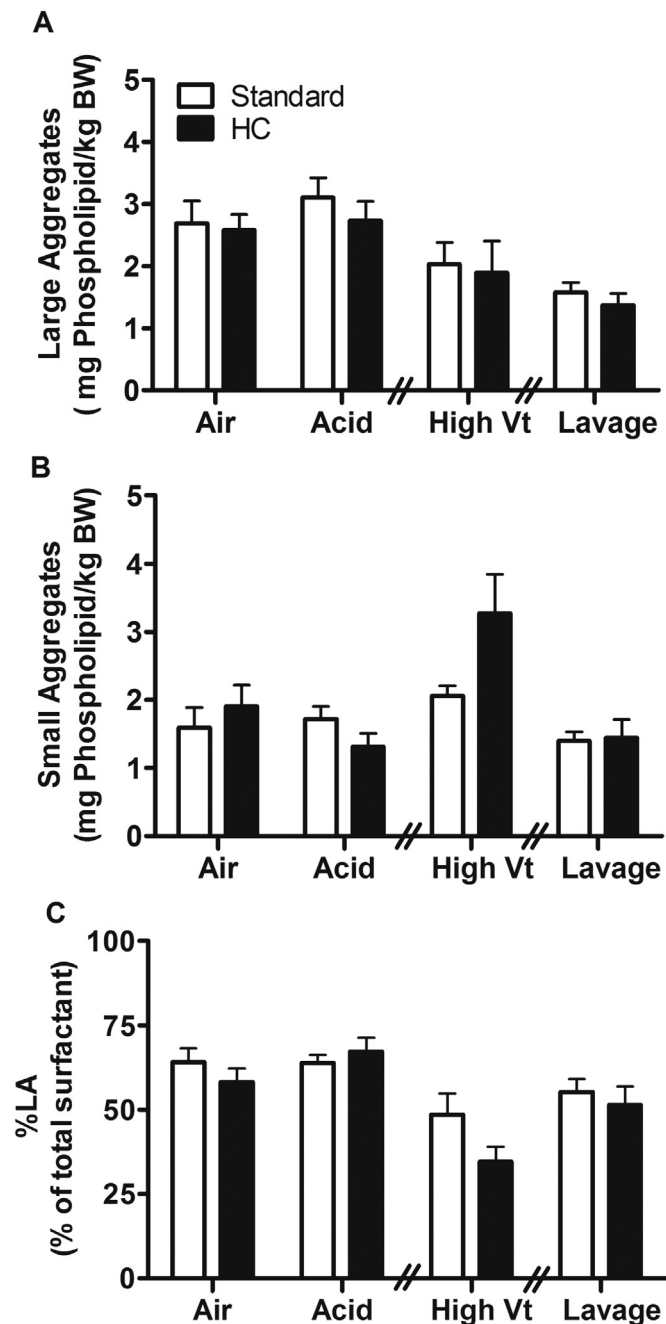 A
Large Aggregates
( mg Phospholipid/kg BW)
5
4
3
2
1
0
Standard
HC
Air Acid High Vt Lavage
B
Small Aggregates
(mg Phospholipid/kg BW)
5
4
3
2
1
0
Air Acid High Vt Lavage
C
%LA
(% of total surfactant)
100
75
50
25
0
Air Acid High Vt Lavage